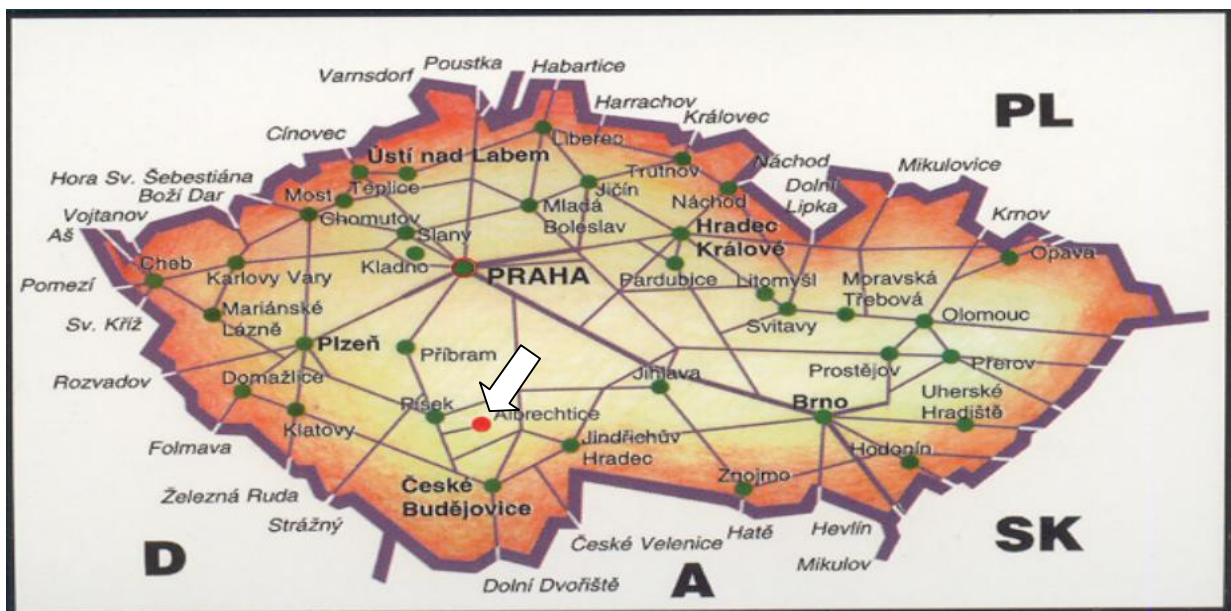 Poustka
Habartice
Varnsdorf
Harrachov
PL
Královec
Cínovec
Liberec
Ústí nad Labem
Náchod
Mikulovice
Trutnov
Hora Sv. Šebestiána
Teplice
Jičín
Dolní
Lipka
Boží Dar
Most
Náchod
Mladá
Boleslav
Krnov
Vojtanov
Chomutov
Slaný
Hradec
Králové
Aš
Opava
Cheb
Karlovy Vary
Kladno
PRAHA
Pardubice
Litomyšl
Moravská
Třebová
Pomezí
Mariánské
Lázně
Svitavy
Olomouc
Sv. Kříž
Plzeň
Příbram
Prostějov
Přerov
Rozvadov
Domažlice
Jihlava
Uherské
Hradiště
Písek
Albrechtice
Brno
Klatovy
Jindřichův
Hradec
Hodonín
Folmava
České
Budějovice
Znojmo
Železná Ruda
Strážný
Hatě
Hevlín
SK
České Velenice
Mikulov
D
A
Dolní Dvořiště